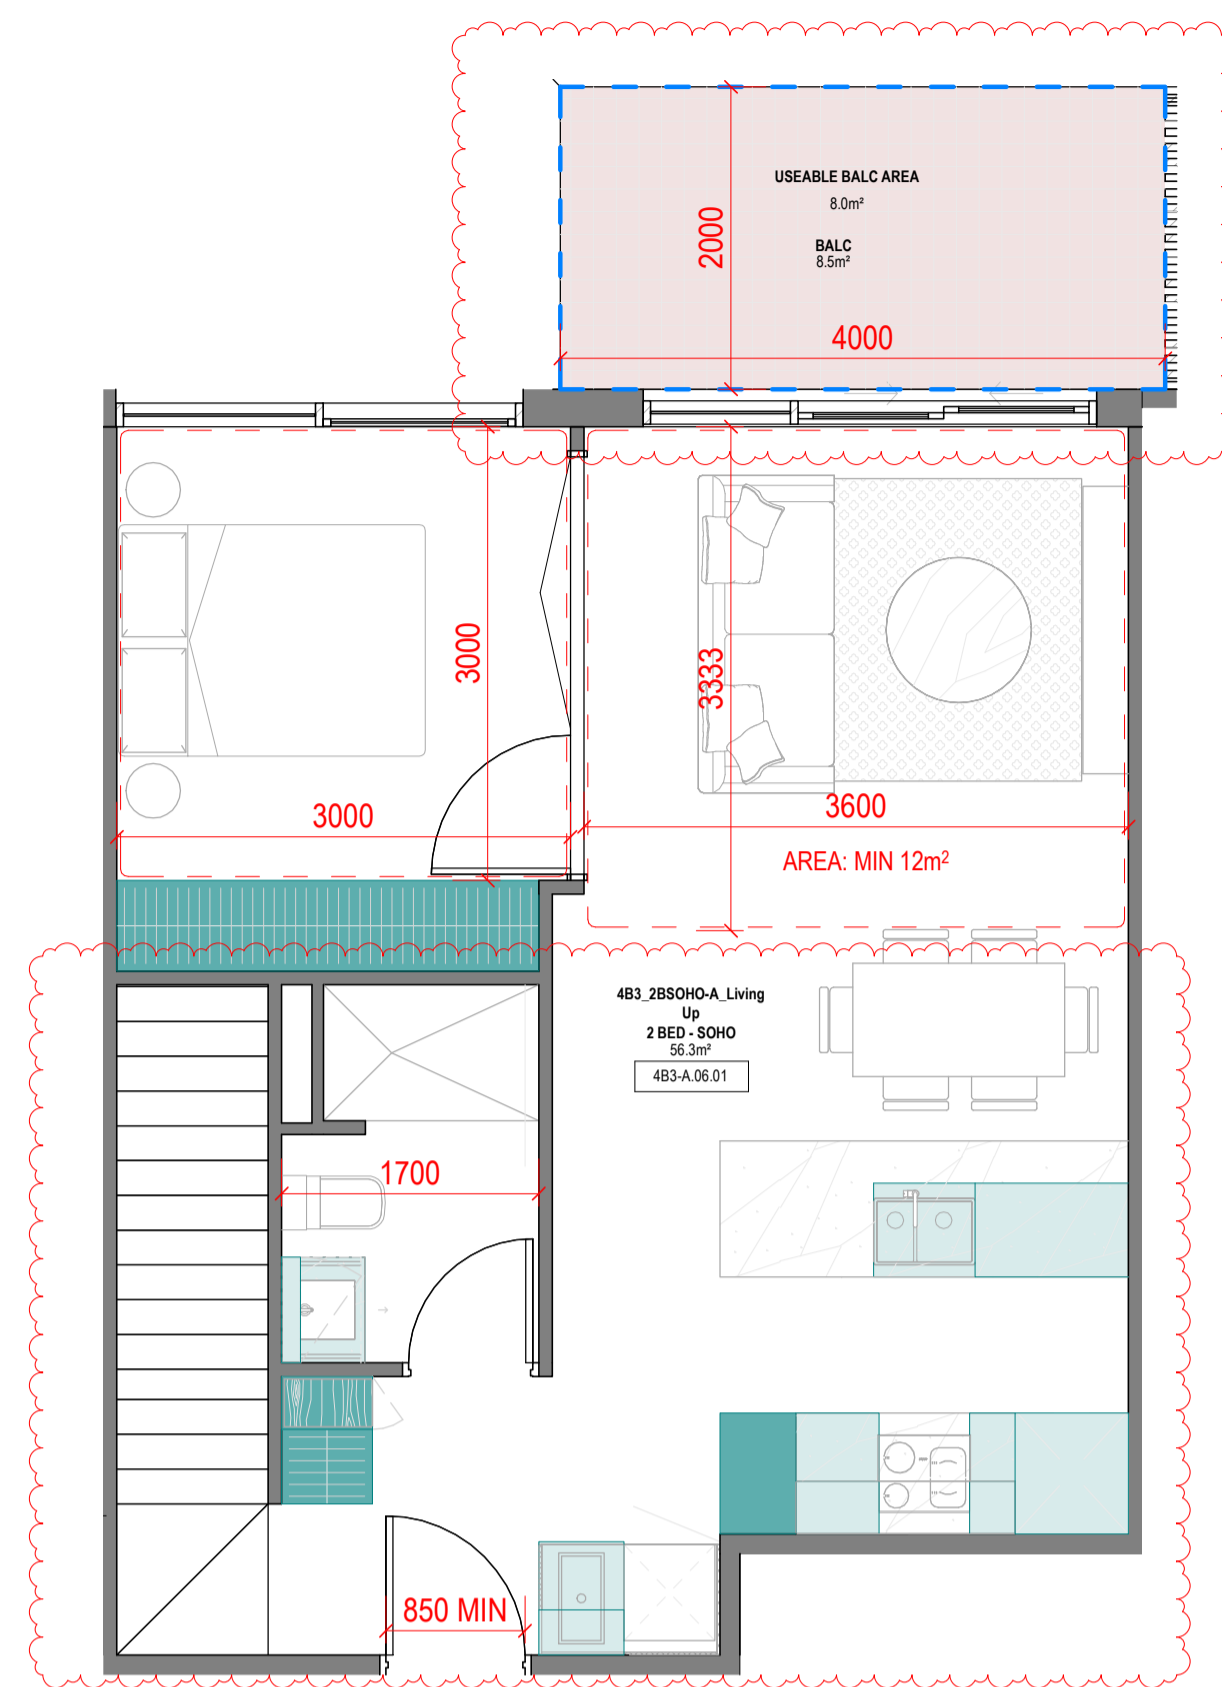 USEABLE BALC AREA
8.0m²
2000
BALC
8.5m²
4000
3000
3333
3000
3600
AREA: MIN 12m²
4B3_2BSOHO-A_Living
Up
2 BED - SOHO
56.3m²
4B3-A.06.01
1700
850 MIN